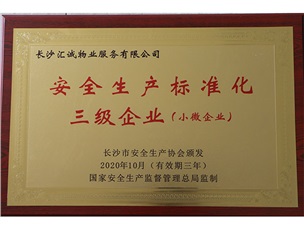 长沙汇诚物业服务有限公司
安全生产标准化
三级企业（小微企业）
长沙市安全生产协会颁发
2020年10月（有效期三年）
国家安全生产监督管理总局监制